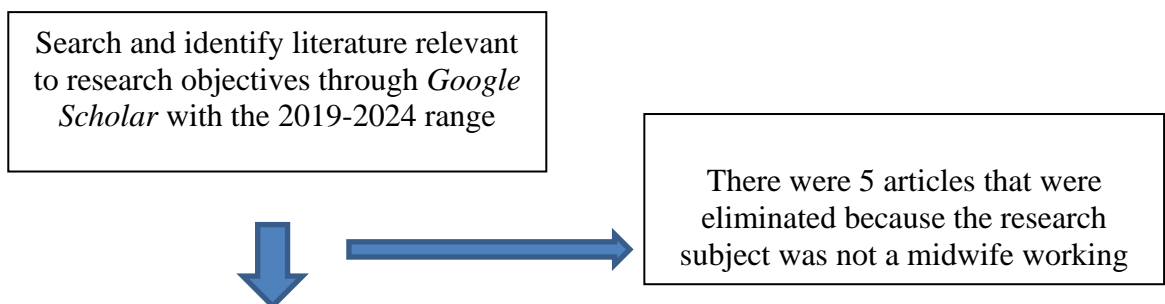 Search and identify literature relevant
to research objectives through Google
Scholar with the 2019-2024 range
There were 5 articles that were
eliminated because the research
subject was not a midwife working